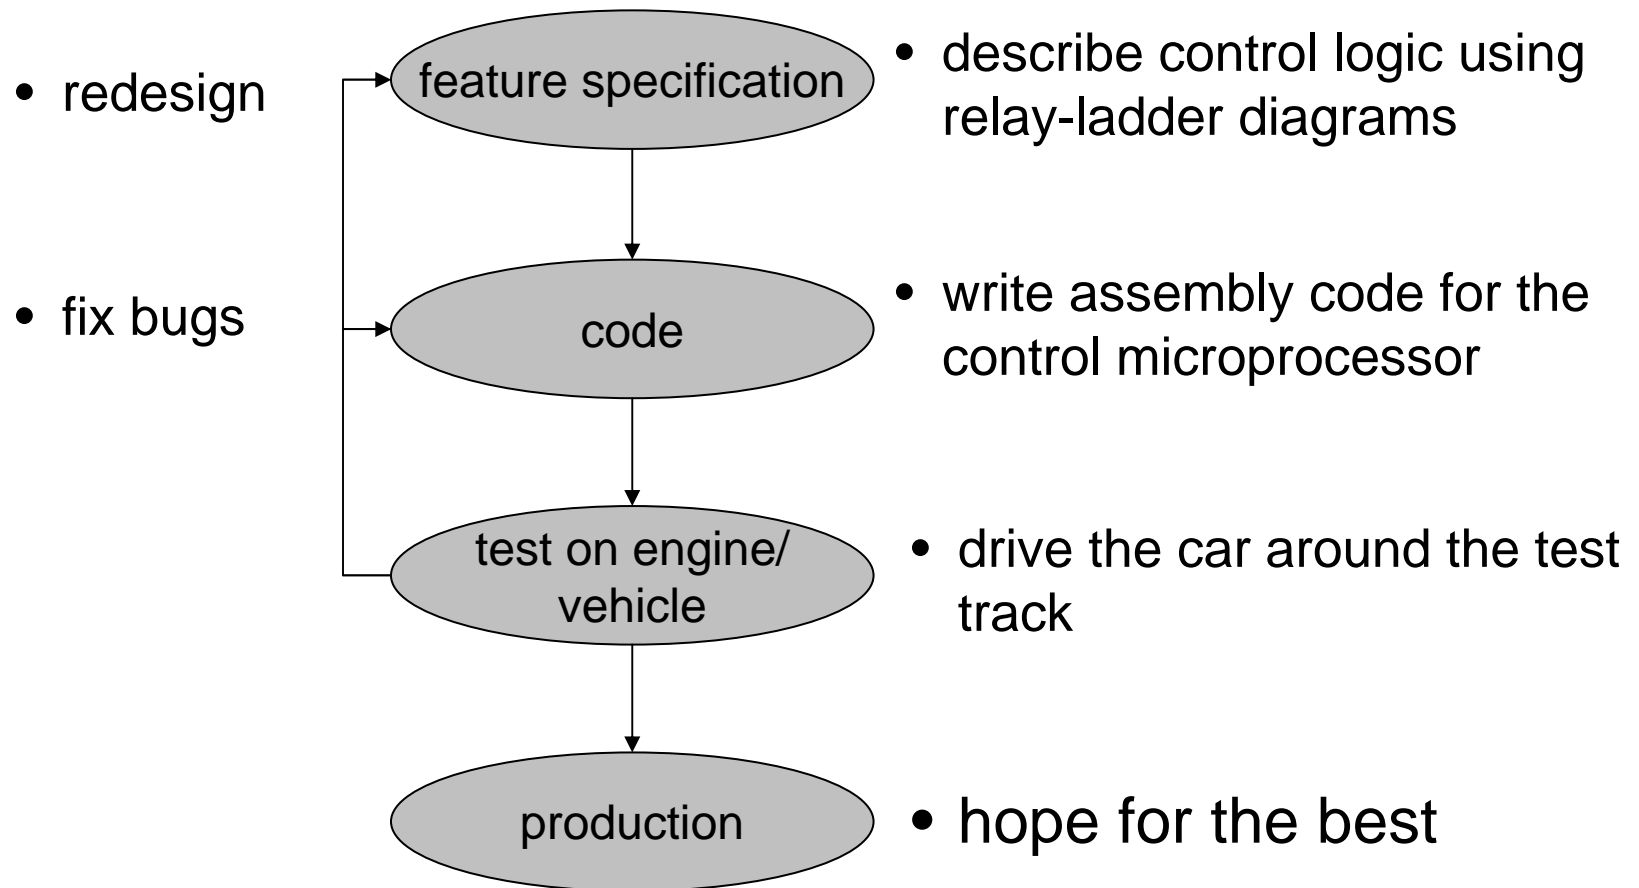 • redesign
feature specification
• describe control logic using
relay-ladder diagrams
• fix bugs
code
• write assembly code for the
control microprocessor
test on engine/
vehicle
• drive the car around the test
track
production
• hope for the best